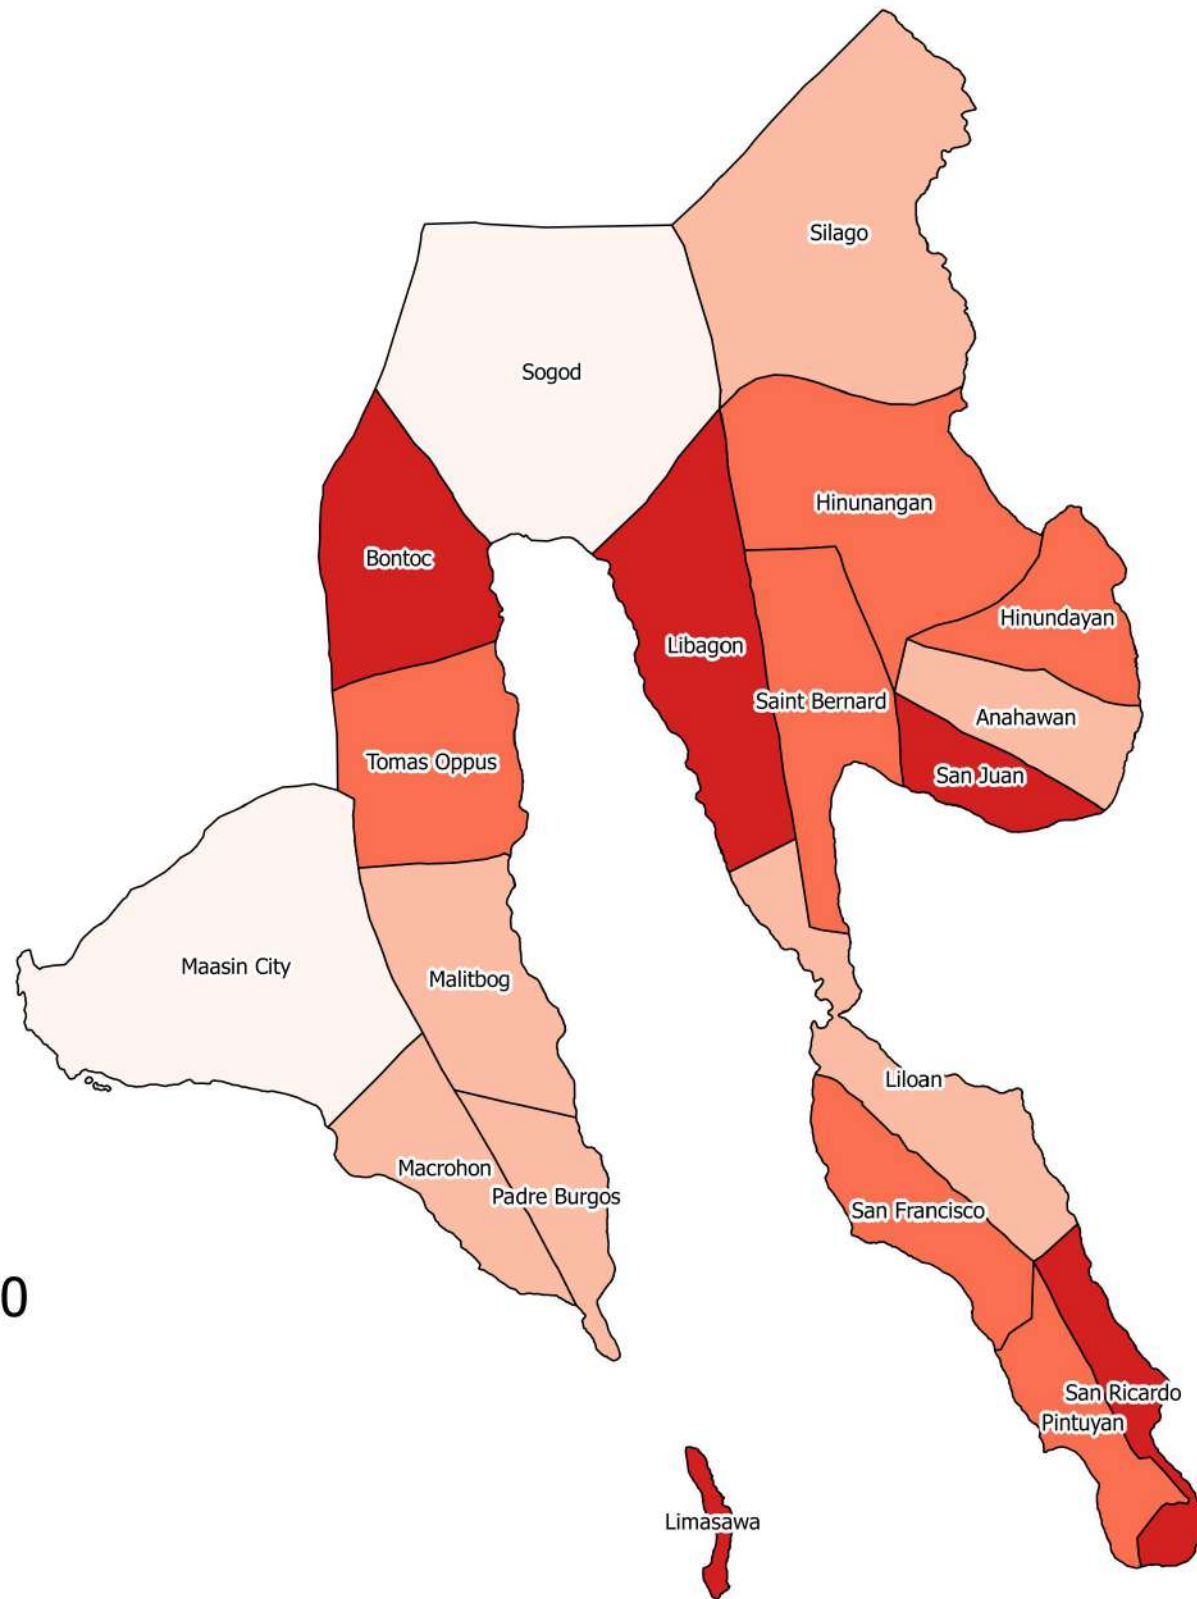 Silago
Sogod
Hinunangan
Bontoc
Hinundayan
Libagon
Saint Bernard
Anahawan
Tomas Oppus
San Juan
Maasin City
Malitbog
Liloan
Macrohon
Padre Burgos
San Francisco
0
San Ricardo
Pintuyan
Limasawa